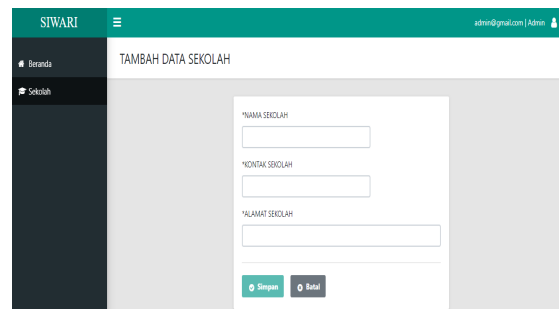 SIWARI
admin@gmail.com | Admin
Beranda
Sekolah
TAMBAH DATA SEKOLAH
*NAMA SEKOLAH
*KONTAK SEKOLAH
*ALAMAT SEKOLAH
Simpan
Batal